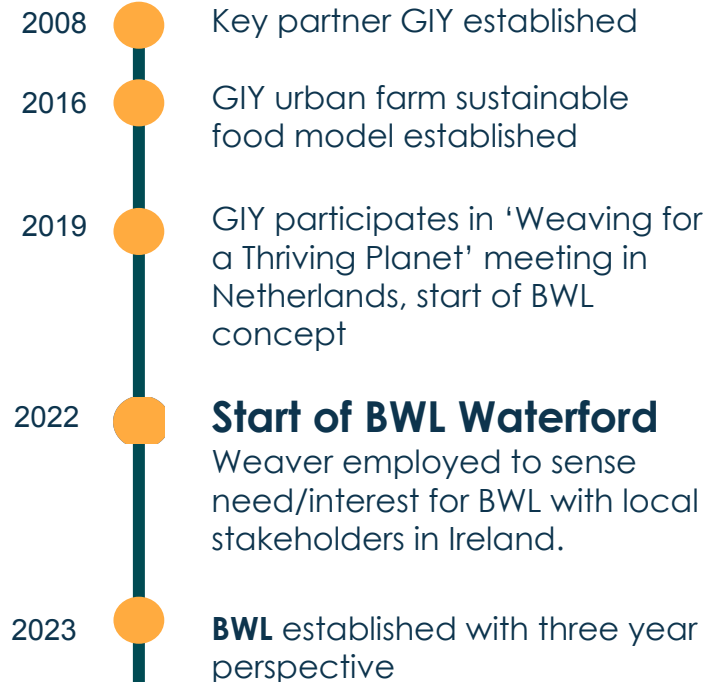 2008 Key partner GIY established
2016 GIY urban farm sustainable
food model established
2019 GIY participates in ‘Weaving for
a Thriving Planet’ meeting in
Netherlands, start of BWL
concept
2022 Start of BWL Waterford
Weaver employed to sense
need/interest for BWL with local
stakeholders in Ireland.
2023 BWL established with three year
perspective